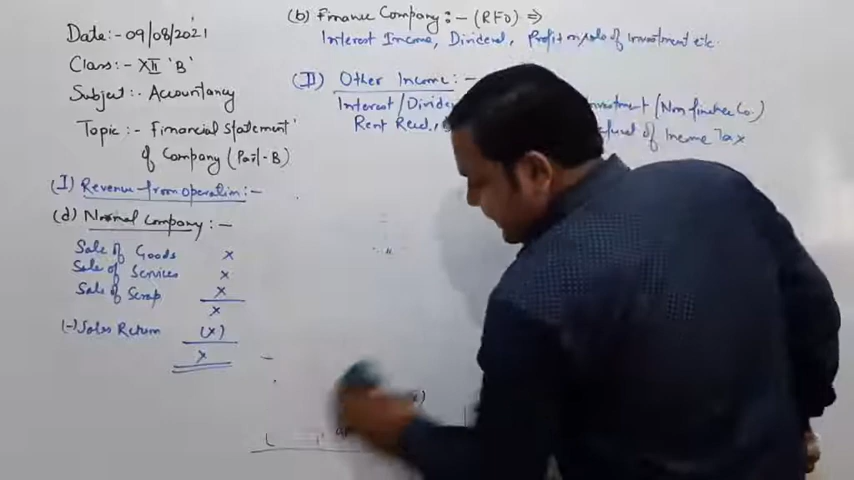 Date:- 09/08/2021
Class:- XII 'B'
Subject:- Accountancy
Topic:- Financial statement
of Company (Part-B)
(I) Revenue from operation:-
(a) Normal Company:-
Sale of Goods x
Sale of Services x
Sale of Scrap x
x
(-) Sales Return (x)
x
(b) Finance Company:- (RFO) ⇒
Interest Income, Dividend, Profit on sale of investment etc.
(II) Other Income:-
Interest/ Investment (Non finance Co.)
Rent Recd., of Income Tax